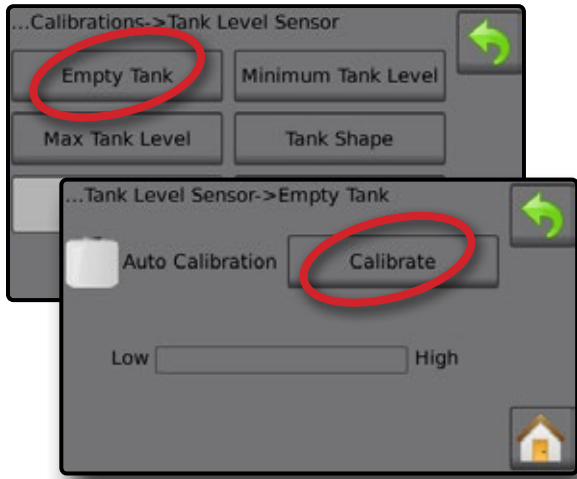 ...Calibrations->Tank Level Sensor
Empty Tank
Minimum Tank Level
Max Tank Level
Tank Shape
...Tank Level Sensor->Empty Tank
Auto Calibration
Calibrate
Low
High